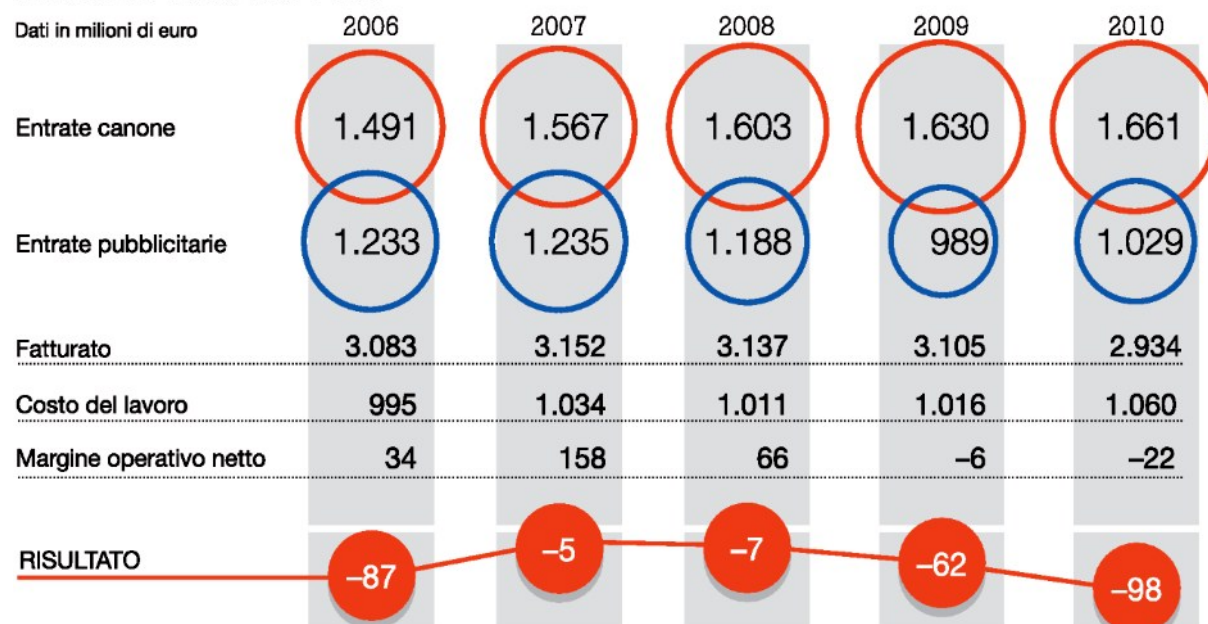 Dati in milioni di euro 2006 2007 2008 2009 2010
Entrate canone 1.491 1.567 1.603 1.630 1.661
Entrate pubblicitarie 1.233 1.235 1.188 989 1.029
Fatturato 3.083 3.152 3.137 3.105 2.934
Costo del lavoro 995 1.034 1.011 1.016 1.060
Margine operativo netto 34 158 66 –6 –22
RISULTATO –87 –5 –7 –62 –98